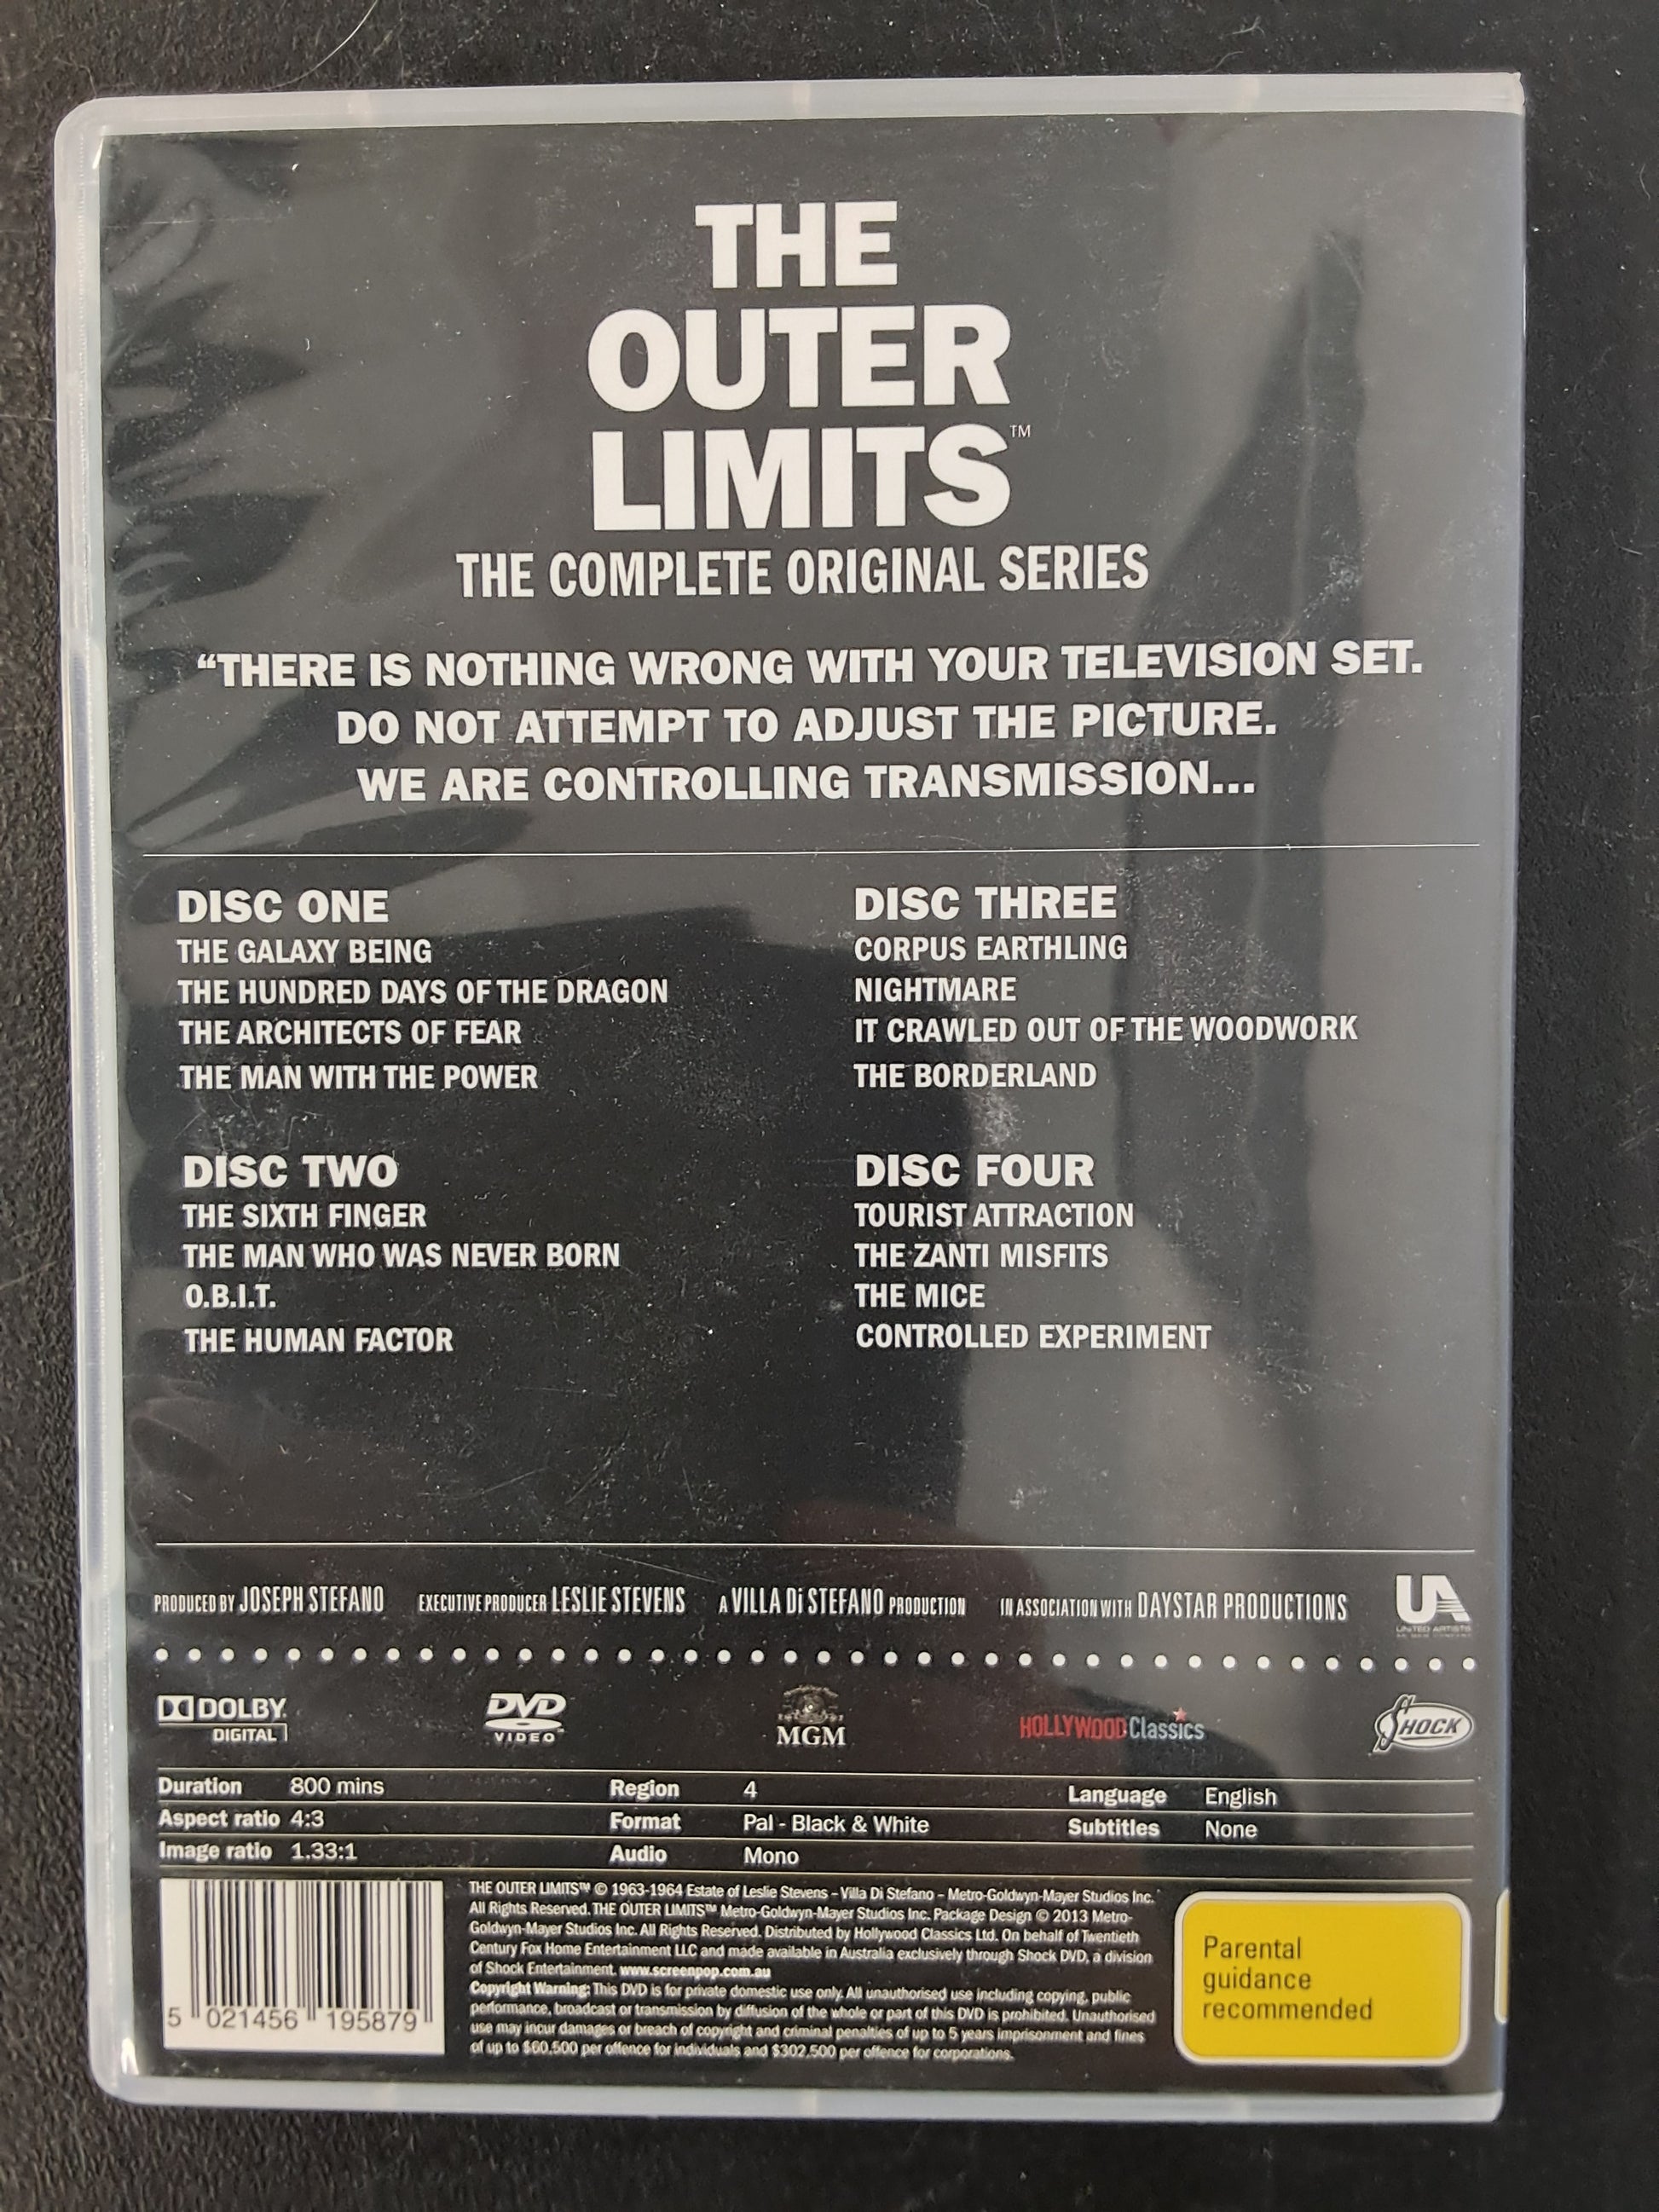 THE
OUTER
LIMITS™
THE COMPLETE ORIGINAL SERIES
“THERE IS NOTHING WRONG WITH YOUR TELEVISION SET.
DO NOT ATTEMPT TO ADJUST THE PICTURE.
WE ARE CONTROLLING TRANSMISSION...
DISC ONE
THE GALAXY BEING
THE HUNDRED DAYS OF THE DRAGON
THE ARCHITECTS OF FEAR
THE MAN WITH THE POWER
DISC TWO
THE SIXTH FINGER
THE MAN WHO WAS NEVER BORN
O.B.I.T.
THE HUMAN FACTOR
DISC THREE
CORPUS EARTHLING
NIGHTMARE
IT CRAWLED OUT OF THE WOODWORK
THE BORDERLAND
DISC FOUR
TOURIST ATTRACTION
THE ZANTI MISFITS
THE MICE
CONTROLLED EXPERIMENT
PRODUCED BY JOSEPH STEFANO EXECUTIVE PRODUCER LESLIE STEVENS A VILLA Di STEFANO PRODUCTION IN ASSOCIATION WITH DAYSTAR PRODUCTIONS
UA
UNITED ARTISTS
DOLBY
DIGITAL
DVD
VIDEO
MGM
HOLLYWOOD Classics
SHOCK
Duration 800 mins Region 4 Language English
Aspect ratio 4:3 Format Pal - Black & White Subtitles None
Image ratio 1.33:1 Audio Mono
5 021456 195879
THE OUTER LIMITS™ © 1963-1964 Estate of Leslie Stevens – Villa Di Stefano – Metro-Goldwyn-Mayer Studios Inc.
All Rights Reserved. THE OUTER LIMITS™ Metro-Goldwyn-Mayer Studios Inc. Package Design © 2013 Metro-
Goldwyn-Mayer Studios Inc. All Rights Reserved. Distributed by Hollywood Classics Ltd. On behalf of Twentieth
Century Fox Home Entertainment LLC and made available in Australia exclusively through Shock DVD, a division
of Shock Entertainment. www.screenpop.com.au
Copyright Warning: This DVD is for private domestic use only. All unauthorised use including copying, public
performance, broadcast or transmission by diffusion of the whole or part of this DVD is prohibited. Unauthorised
use may incur damages or breach of copyright and criminal penalties of up to 5 years imprisonment and fines
of up to $60,500 per offence for individuals and $302,500 per offence for corporations.
Parental
guidance
recommended